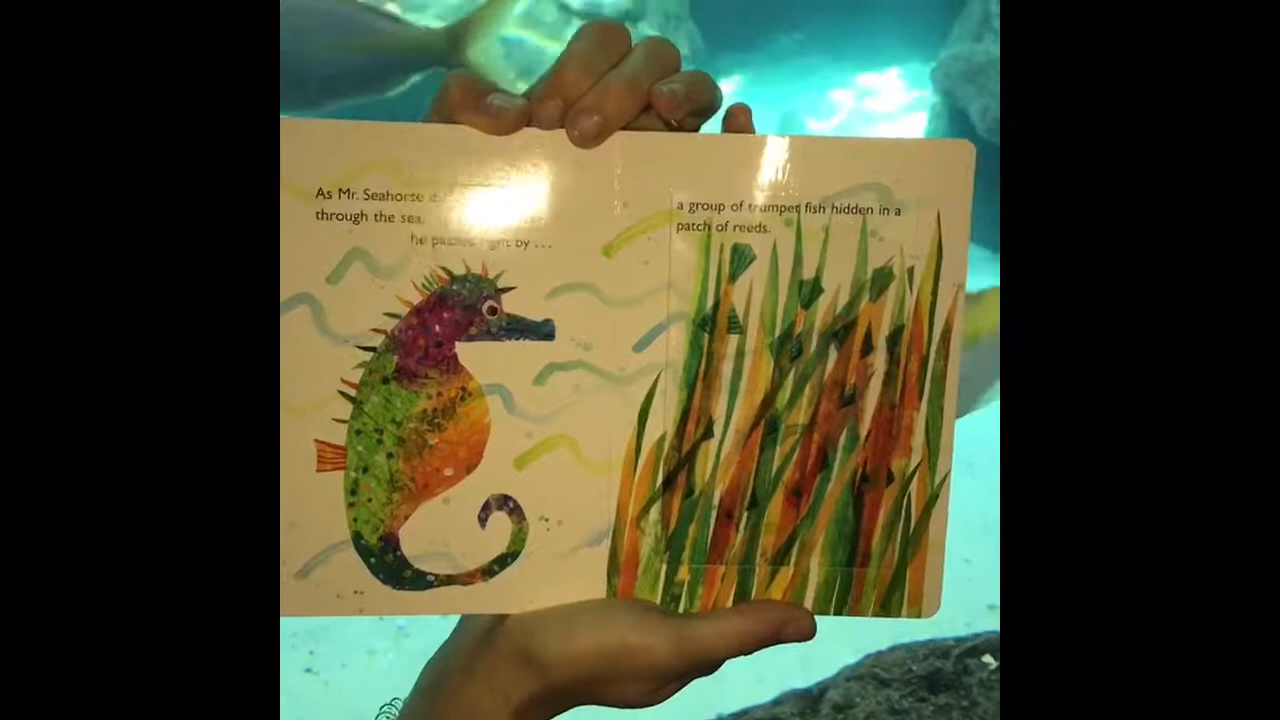 As Mr. Seahorse
through the sea,
he passed right by . . .
a group of trumpet fish hidden in a
patch of reeds.